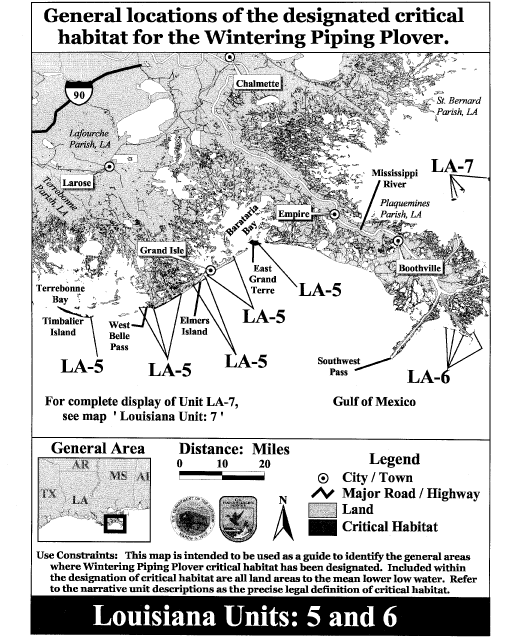 General locations of the designated critical
habitat for the Wintering Piping Plover.
90
Chalmette
St. Bernard
Parish, LA
Lafourche
Parish, LA
LA-7
Larose
Mississippi
River
Terrebonne
Parish, LA
Plaquemines
Parish, LA
Empire
Barataria
Bay
Grand Isle
East
Grand
Terre
Boothville
Terrebonne
Bay
LA-5
Timbalier
Island
West
Belle
Pass
Elmers
Island
LA-5
LA-5
LA-5
LA-5
Southwest
Pass
LA-6
For complete display of Unit LA-7,
see map ' Louisiana Unit: 7 '
Gulf of Mexico
General Area
AR
MS
Al
TX
LA
Distance: Miles
0 10 20
N
Legend
City / Town
Major Road / Highway
Land
Critical Habitat
Use Constraints: This map is intended to be used as a guide to identify the general areas
where Wintering Piping Plover critical habitat has been designated. Included within
the designation of critical habitat are all land areas to the mean lower low water. Refer
to the narrative unit descriptions as the precise legal definition of critical habitat.
Louisiana Units: 5 and 6